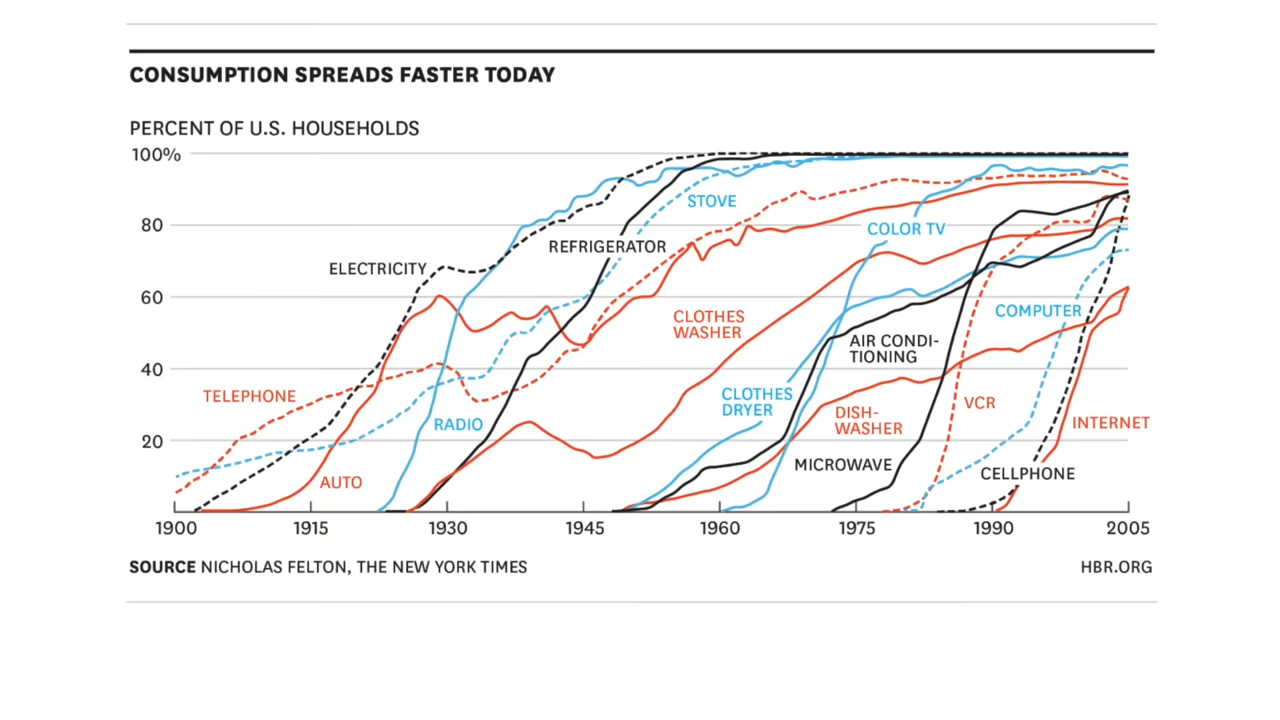 CONSUMPTION SPREADS FASTER TODAY
PERCENT OF U.S. HOUSEHOLDS
100%
80
60
40
20
STOVE
COLOR TV
REFRIGERATOR
ELECTRICITY
CLOTHES
WASHER
COMPUTER
AIR CONDI-
TIONING
TELEPHONE
CLOTHES
DRYER
VCR
DISH-
WASHER
RADIO
INTERNET
MICROWAVE
CELLPHONE
AUTO
1900 1915 1930 1945 1960 1975 1990 2005
SOURCE NICHOLAS FELTON, THE NEW YORK TIMES
HBR.ORG